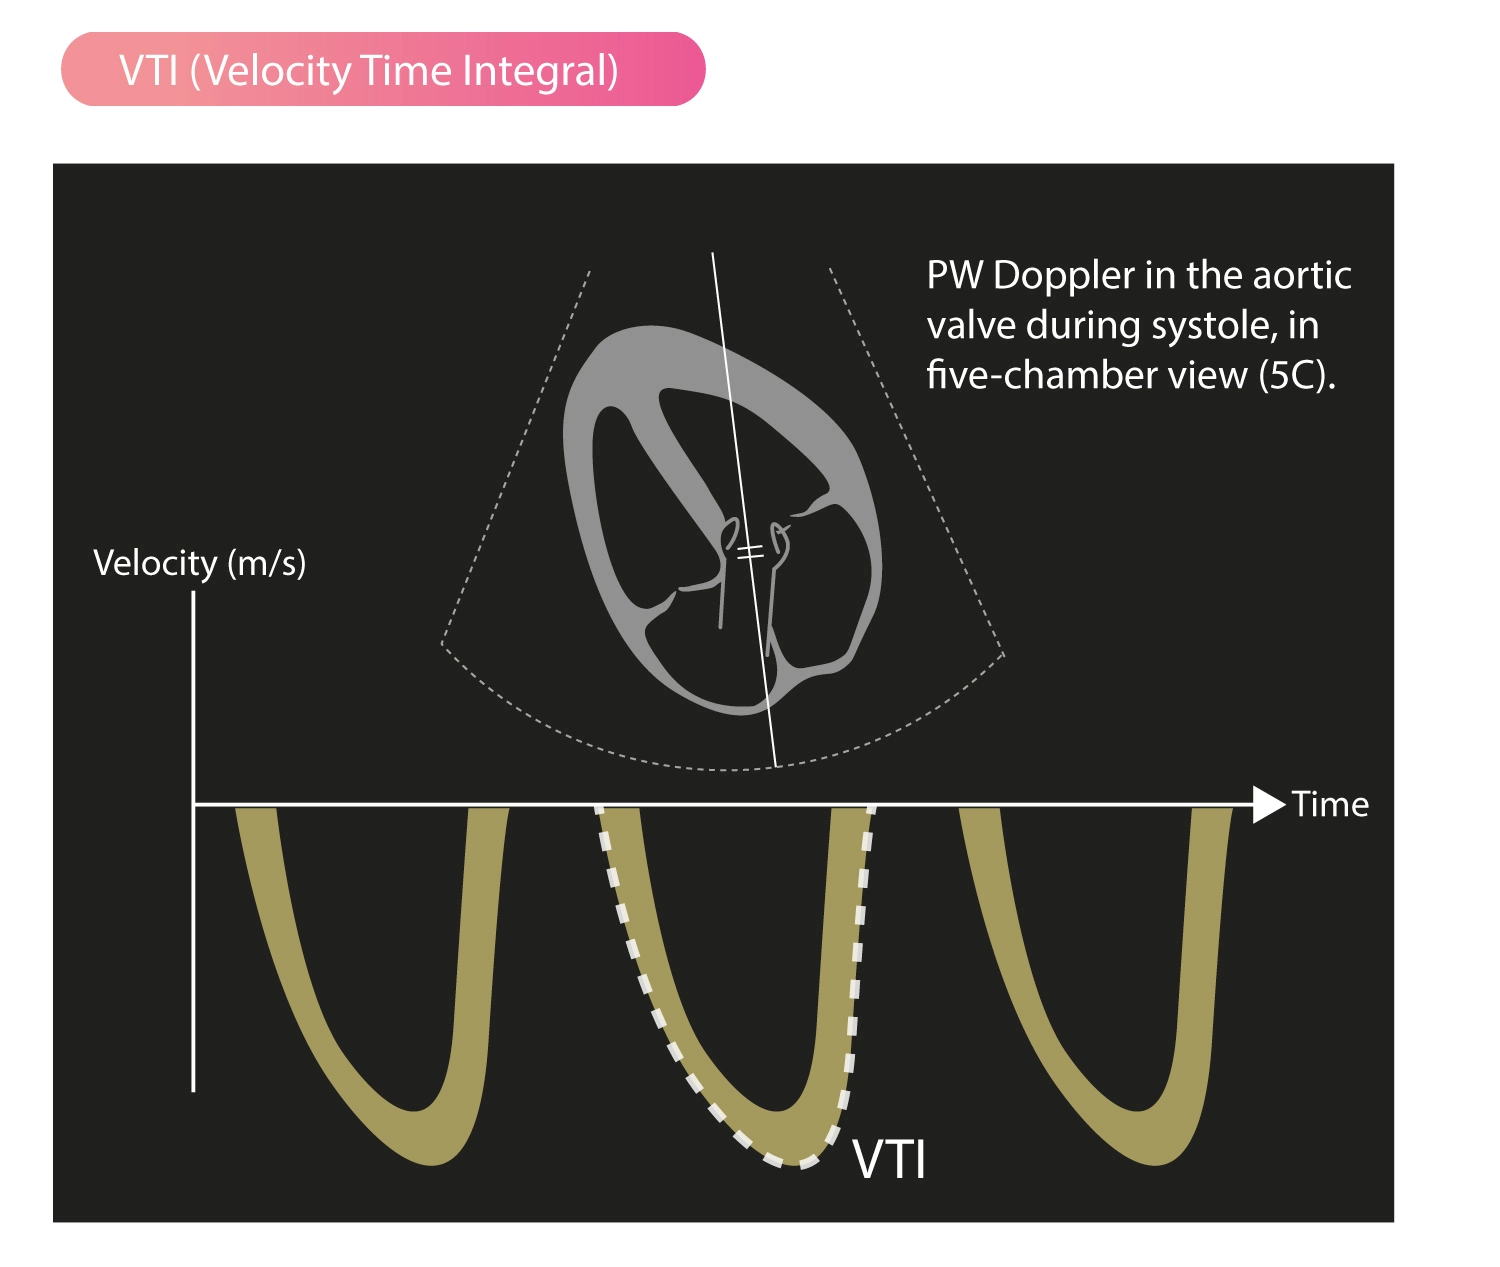 VTI (Velocity Time Integral)
PW Doppler in the aortic
valve during systole, in
five-chamber view (5C).
Velocity (m/s)
Time
VTI